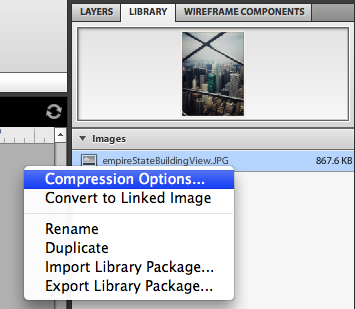 LAYERS LIBRARY WIREFRAME COMPONENTS
Images
empireStateBuildingView.JPG 867.6 KB
Compression Options...
Convert to Linked Image
Rename
Duplicate
Import Library Package...
Export Library Package...